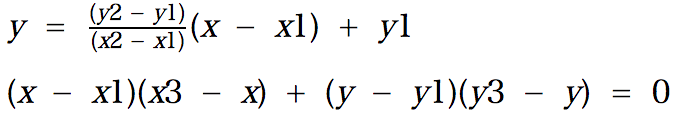 y = (y2 − y1)/(x2 − x1)(x − x1) + y1
(x − x1)(x3 − x) + (y − y1)(y3 − y) = 0